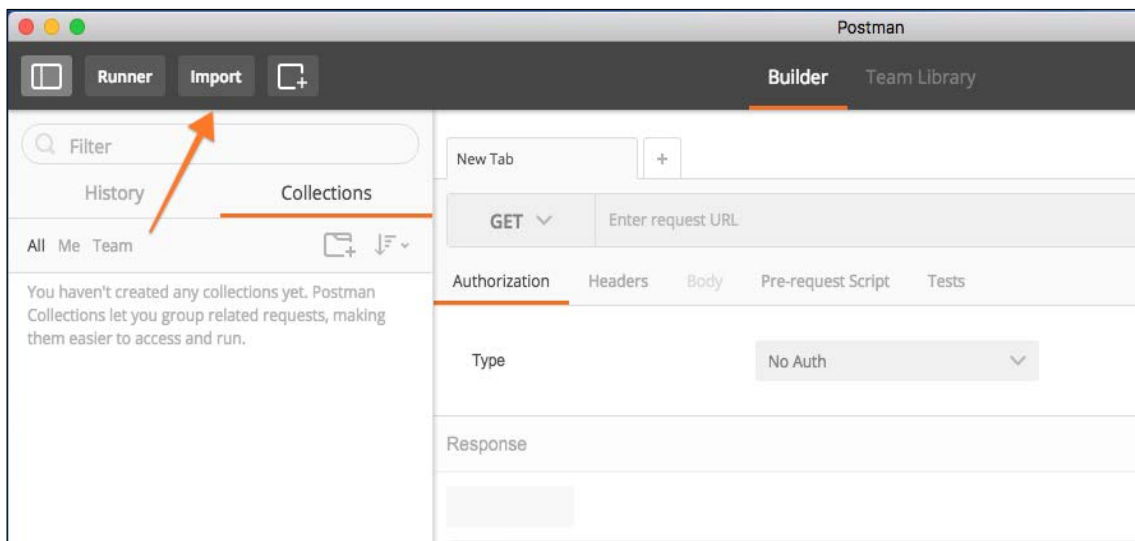 Postman
Runner Import
Builder Team Library
Filter
History Collections
All Me Team
You haven't created any collections yet. Postman
Collections let you group related requests, making
them easier to access and run.
New Tab +
GET Enter request URL
Authorization Headers Body Pre-request Script Tests
Type No Auth
Response